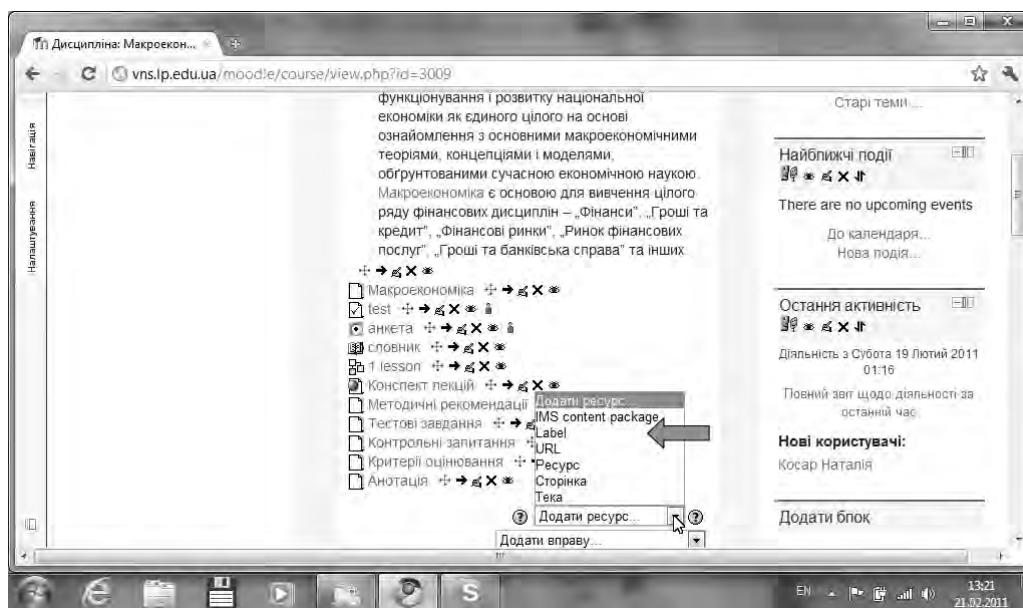 Дисципліна: Макроекон...
vns.lp.edu.ua/moodle/course/view.php?id=3009
Навігація
Налаштування
функціонування і розвитку національної
економіки як єдиного цілого на основі
ознайомлення з основними макроекономічними
теоріями, концепціями і моделями,
обґрунтованими сучасною економічною наукою.
Макроекономіка є основою для вивчення цілого
ряду фінансових дисциплін – „Фінанси", „Гроші та
кредит", „Фінансові ринки", „Ринок фінансових
послуг", „Гроші та банківська справа" та інших
Макроекономіка
test
анкета
словник
1 lesson
Конспект лекцій
Методичні рекомендації
Тестові завдання
Контрольні запитання
Критерії оцінювання
Анотація
Додати ресурс...
IMS content package
Label
URL
Ресурс
Сторінка
Тека
Додати ресурс...
Додати вправу...
Старі теми ...
Найближчі події
There are no upcoming events
До календаря...
Нова подія...
Остання активність
Діяльність з Субота 19 Лютий 2011
01:16
Повний звіт щодо діяльності за
останній час
Нові користувачі:
Косар Наталія
Додати блок
EN
13:21
21.02.2011